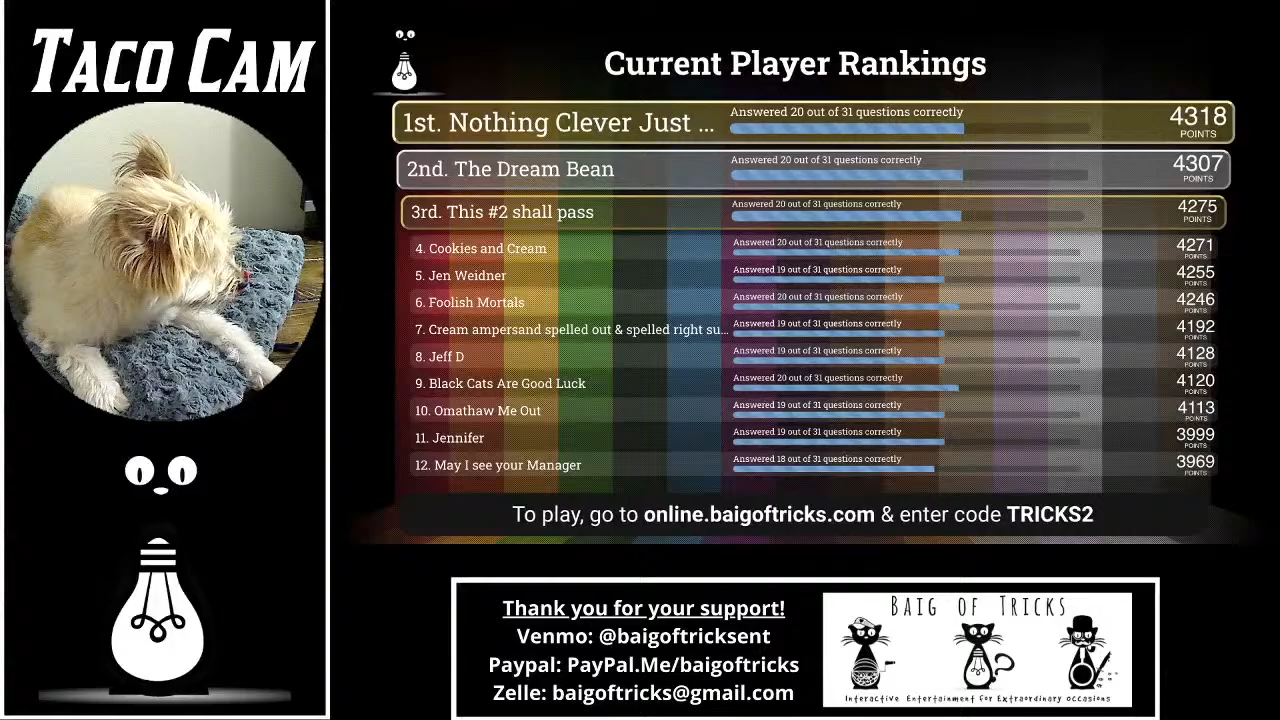 TACO CAM
Current Player Rankings
1st. Nothing Clever Just ... Answered 20 out of 31 questions correctly 4318 POINTS
2nd. The Dream Bean Answered 20 out of 31 questions correctly 4307 POINTS
3rd. This #2 shall pass Answered 20 out of 31 questions correctly 4275 POINTS
4. Cookies and Cream Answered 20 out of 31 questions correctly 4271 POINTS
5. Jen Weidner Answered 19 out of 31 questions correctly 4255 POINTS
6. Foolish Mortals Answered 20 out of 31 questions correctly 4246 POINTS
7. Cream ampersand spelled out & spelled right su... Answered 19 out of 31 questions correctly 4192 POINTS
8. Jeff D Answered 19 out of 31 questions correctly 4128 POINTS
9. Black Cats Are Good Luck Answered 20 out of 31 questions correctly 4120 POINTS
10. Omathaw Me Out Answered 19 out of 31 questions correctly 4113 POINTS
11. Jennifer Answered 19 out of 31 questions correctly 3999 POINTS
12. May I see your Manager Answered 18 out of 31 questions correctly 3969 POINTS
To play, go to online.baigoftricks.com & enter code TRICKS2
Thank you for your support!
Venmo: @baigoftricksent
Paypal: PayPal.Me/baigoftricks
Zelle: baigoftricks@gmail.com
BAIG OF TRICKS
Interactive Entertainment for Extraordinary occasions